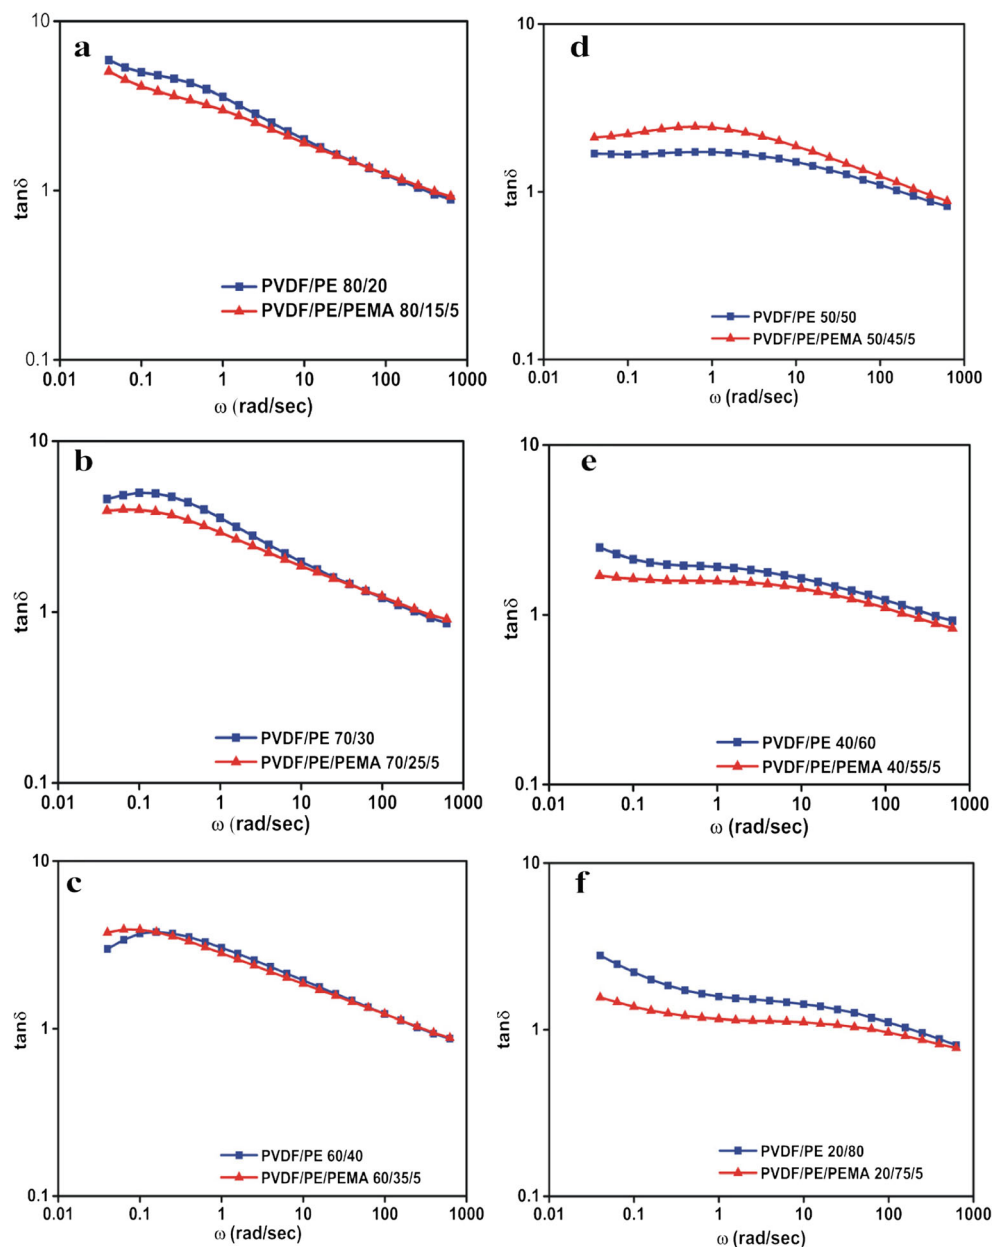 a
10
1
0.1
tanδ
PVDF/PE 80/20
PVDF/PE/PEMA 80/15/5
0.01 0.1 1 10 100 1000
ω (rad/sec)
d
10
1
0.1
tanδ
PVDF/PE 50/50
PVDF/PE/PEMA 50/45/5
0.01 0.1 1 10 100 1000
ω (rad/sec)
b
10
1
0.1
tanδ
PVDF/PE 70/30
PVDF/PE/PEMA 70/25/5
0.01 0.1 1 10 100 1000
ω (rad/sec)
e
10
1
0.1
tanδ
PVDF/PE 40/60
PVDF/PE/PEMA 40/55/5
0.01 0.1 1 10 100 1000
ω (rad/sec)
c
10
1
0.1
tanδ
PVDF/PE 60/40
PVDF/PE/PEMA 60/35/5
0.01 0.1 1 10 100 1000
ω (rad/sec)
f
10
1
0.1
tanδ
PVDF/PE 20/80
PVDF/PE/PEMA 20/75/5
0.01 0.1 1 10 100 1000
ω (rad/sec)